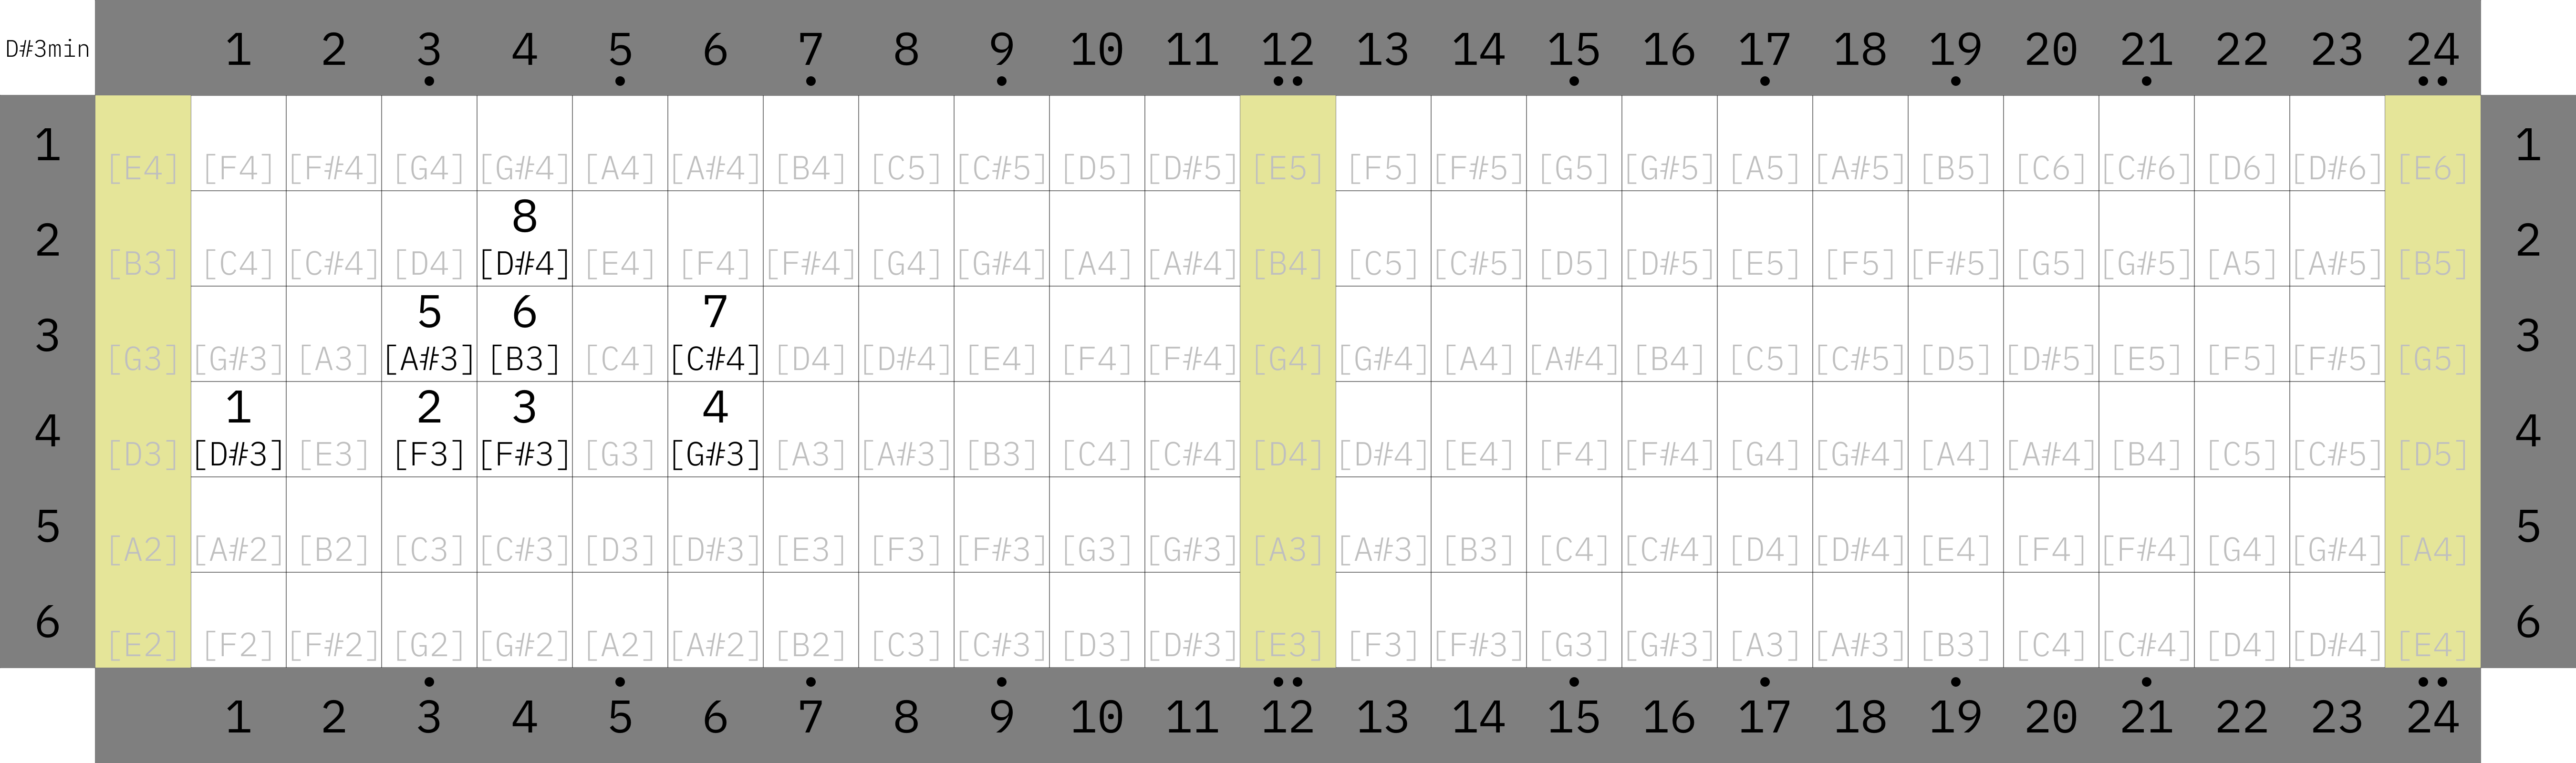 D#3min 1 2 3 4 5 6 7 8 9 10 11 12 13 14 15 16 17 18 19 20 21 22 23 24
1 [E4] [F4] [F#4] [G4] [G#4] [A4] [A#4] [B4] [C5] [C#5] [D5] [D#5] [E5] [F5] [F#5] [G5] [G#5] [A5] [A#5] [B5] [C6] [C#6] [D6] [D#6] [E6] 1
8
2 [B3] [C4] [C#4] [D4] [D#4] [E4] [F4] [F#4] [G4] [G#4] [A4] [A#4] [B4] [C5] [C#5] [D5] [D#5] [E5] [F5] [F#5] [G5] [G#5] [A5] [A#5] [B5] 2
5 6 7
3 [G3] [G#3] [A3] [A#3] [B3] [C4] [C#4] [D4] [D#4] [E4] [F4] [F#4] [G4] [G#4] [A4] [A#4] [B4] [C5] [C#5] [D5] [D#5] [E5] [F5] [F#5] [G5] 3
1 2 3 4
4 [D3] [D#3] [E3] [F3] [F#3] [G3] [G#3] [A3] [A#3] [B3] [C4] [C#4] [D4] [D#4] [E4] [F4] [F#4] [G4] [G#4] [A4] [A#4] [B4] [C5] [C#5] [D5] 4
5 [A2] [A#2] [B2] [C3] [C#3] [D3] [D#3] [E3] [F3] [F#3] [G3] [G#3] [A3] [A#3] [B3] [C4] [C#4] [D4] [D#4] [E4] [F4] [F#4] [G4] [G#4] [A4] 5
6 [E2] [F2] [F#2] [G2] [G#2] [A2] [A#2] [B2] [C3] [C#3] [D3] [D#3] [E3] [F3] [F#3] [G3] [G#3] [A3] [A#3] [B3] [C4] [C#4] [D4] [D#4] [E4] 6
1 2 3 4 5 6 7 8 9 10 11 12 13 14 15 16 17 18 19 20 21 22 23 24